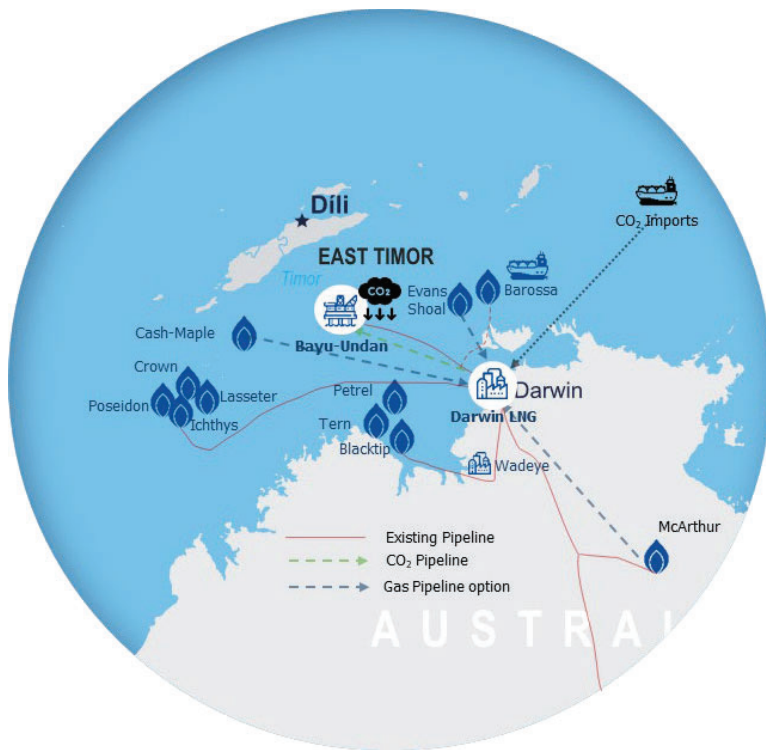 Díli
CO₂ Imports
EAST TIMOR
Timor
CO₂
Evans
Shoal
Barossa
Cash-Maple
Bayu-Undan
Crown
Lasseter
Poseidon
Ichthys
Petrel
Darwin
Darwin LNG
Tern
Blacktip
Wadeye
McArthur
Existing Pipeline
CO₂ Pipeline
Gas Pipeline option
AUSTRAL